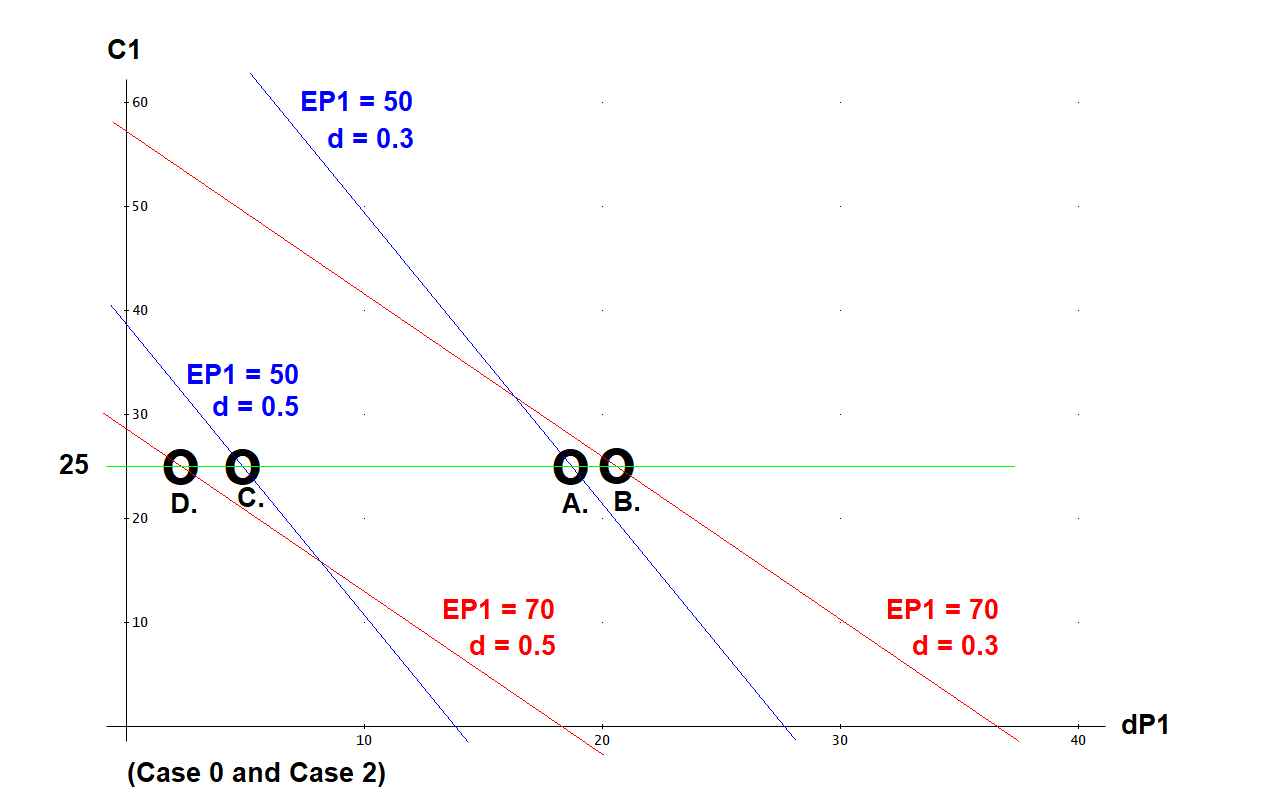 C1
60
EP1 = 50
d = 0.3
50
40
EP1 = 50
d = 0.5
30
25
D.
C.
A.
B.
20
10
EP1 = 70
d = 0.5
EP1 = 70
d = 0.3
10
20
30
40
dP1
(Case 0 and Case 2)